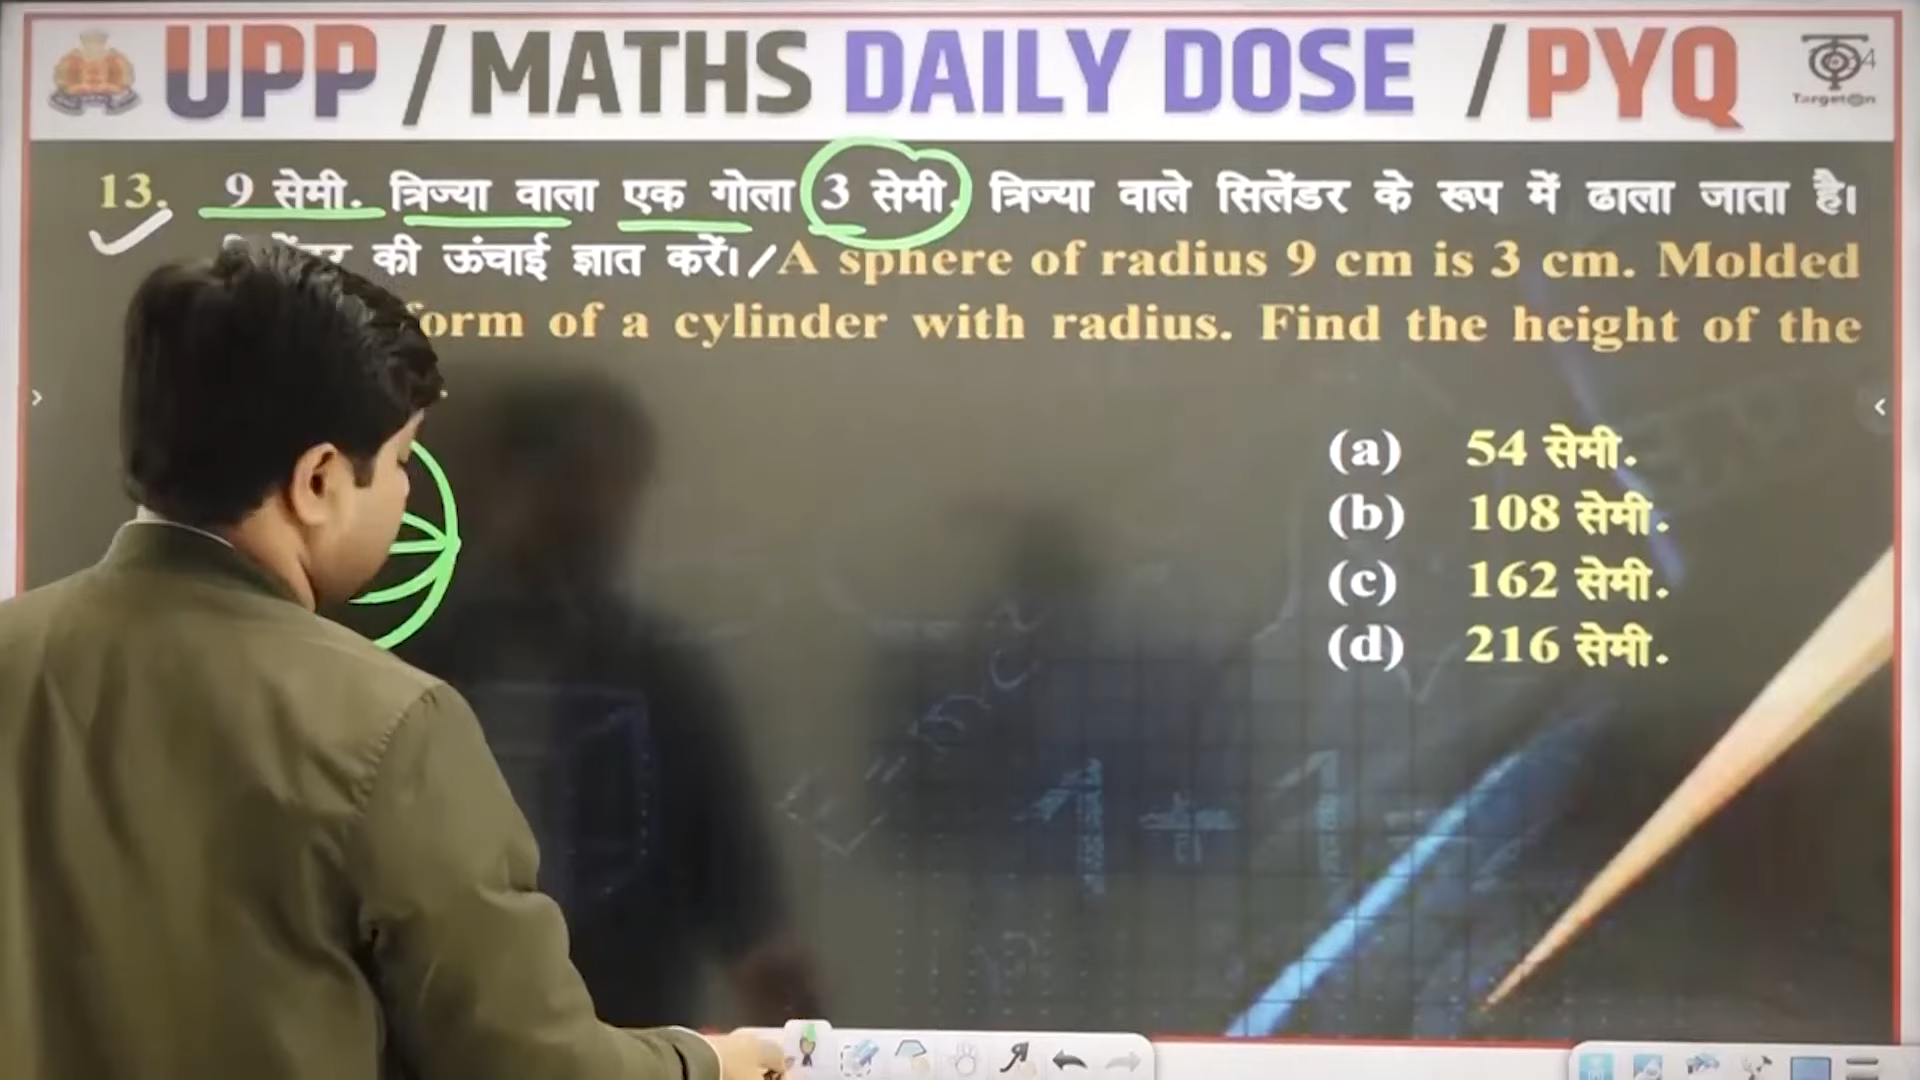 UPP / MATHS DAILY DOSE / PYQ
Target@n
13. 9 सेमी. त्रिज्या वाला एक गोला 3 सेमी. त्रिज्या वाले सिलेंडर के रूप में ढाला जाता है।
की ऊंचाई ज्ञात करें।/A sphere of radius 9 cm is 3 cm. Molded
form of a cylinder with radius. Find the height of the
(a) 54 सेमी.
(b) 108 सेमी.
(c) 162 सेमी.
(d) 216 सेमी.